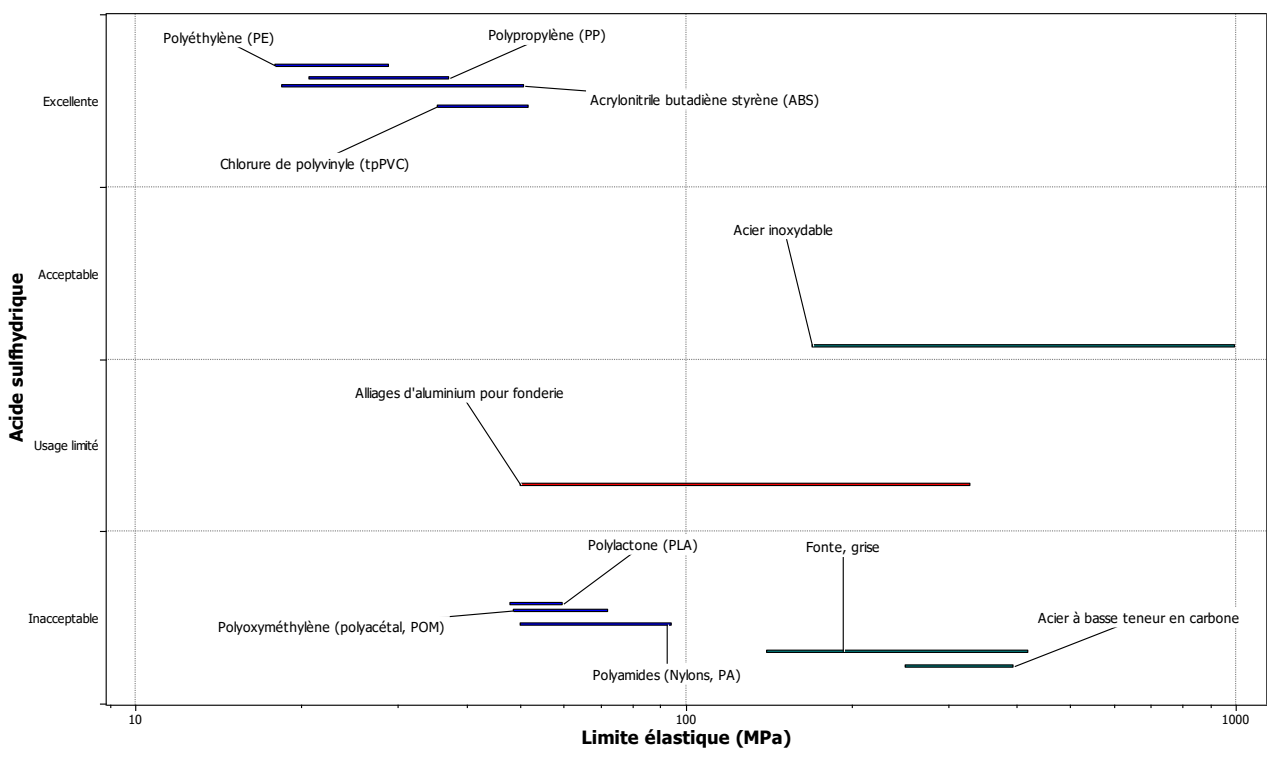 Polyéthylène (PE)
Polypropylène (PP)
Acrylonitrile butadiène styrène (ABS)
Excellente
Chlorure de polyvinyle (tpPVC)
Acier inoxydable
Acceptable
Acide sulfhydrique
Alliages d'aluminium pour fonderie
Usage limité
Polylactone (PLA)
Fonte, grise
Inacceptable
Polyoxyméthylène (polyacétal, POM)
Acier à basse teneur en carbone
Polyamides (Nylons, PA)
10
100
1000
Limite élastique (MPa)